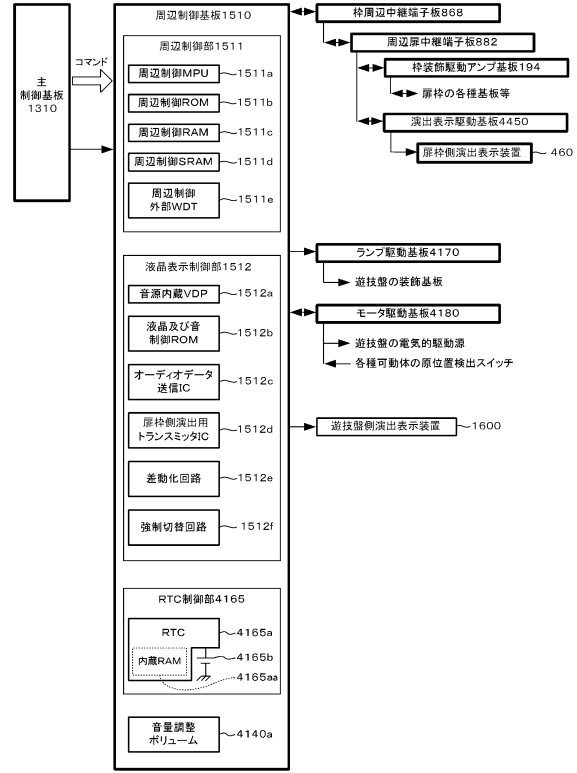 主
制御基板
1310
コマンド
周辺制御基板1510
周辺制御部1511
周辺制御MPU
1511a
周辺制御ROM
1511b
周辺制御RAM
1511c
周辺制御SRAM
1511d
周辺制御
外部WDT
1511e
液晶表示制御部1512
音源内蔵VDP
1512a
液晶及び音
制御ROM
1512b
オーディオデータ
送信IC
1512c
扉枠側演出用
トランスミッタIC
1512d
差動化回路
1512e
強制切替回路
1512f
RTC制御部4165
RTC
4165a
内蔵RAM
4165b
4165aa
音量調整
ボリューム
4140a
枠周辺中継端子板868
周辺扉中継端子板882
枠装飾駆動アンプ基板194
扉枠の各種基板等
演出表示駆動基板4450
扉枠側演出表示装置
460
ランプ駆動基板4170
遊技盤の装飾基板
モータ駆動基板4180
遊技盤の電気的駆動源
各種可動体の原位置検出スイッチ
遊技盤側演出表示装置
1600